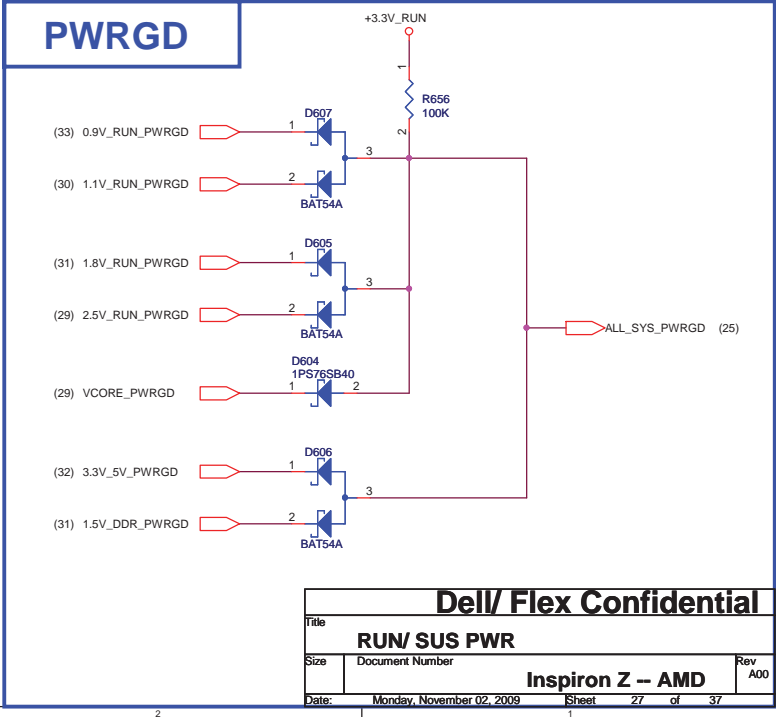 PWRGD
+3.3V_RUN
1
R656
100K
2
D607
(33) 0.9V_RUN_PWRGD 1
3
(30) 1.1V_RUN_PWRGD 2
BAT54A
D605
(31) 1.8V_RUN_PWRGD 1
3
(29) 2.5V_RUN_PWRGD 2
BAT54A
ALL_SYS_PWRGD (25)
D604
1PS76SB40
(29) VCORE_PWRGD 1 2
D606
(32) 3.3V_5V_PWRGD 1
3
(31) 1.5V_DDR_PWRGD 2
BAT54A
Dell/ Flex Confidential
Title
RUN/ SUS PWR
Size Document Number Rev
Inspiron Z -- AMD A00
Date: Monday, November 02, 2009 Sheet 27 of 37
2 1